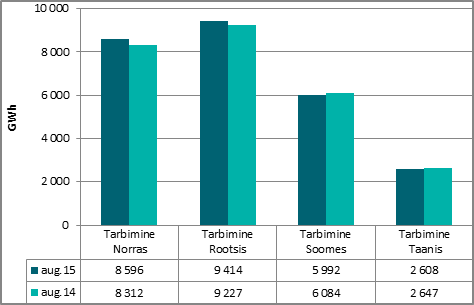 10 000
8 000
6 000
4 000
2 000
0
GWh
Tarbimine Norras
Tarbimine Rootsis
Tarbimine Soomes
Tarbimine Taanis
aug.15 8 596 9 414 5 992 2 608
aug.14 8 312 9 227 6 084 2 647